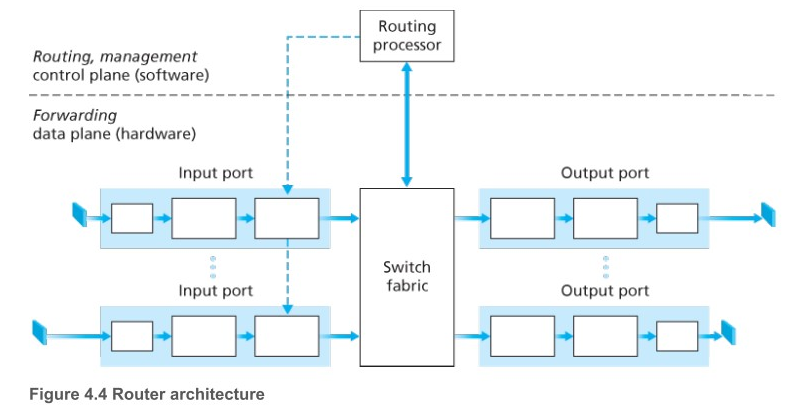 Routing
processor
Routing, management
control plane (software)
Forwarding
data plane (hardware)
Input port
Output port
Switch
fabric
Input port
Output port
Figure 4.4 Router architecture